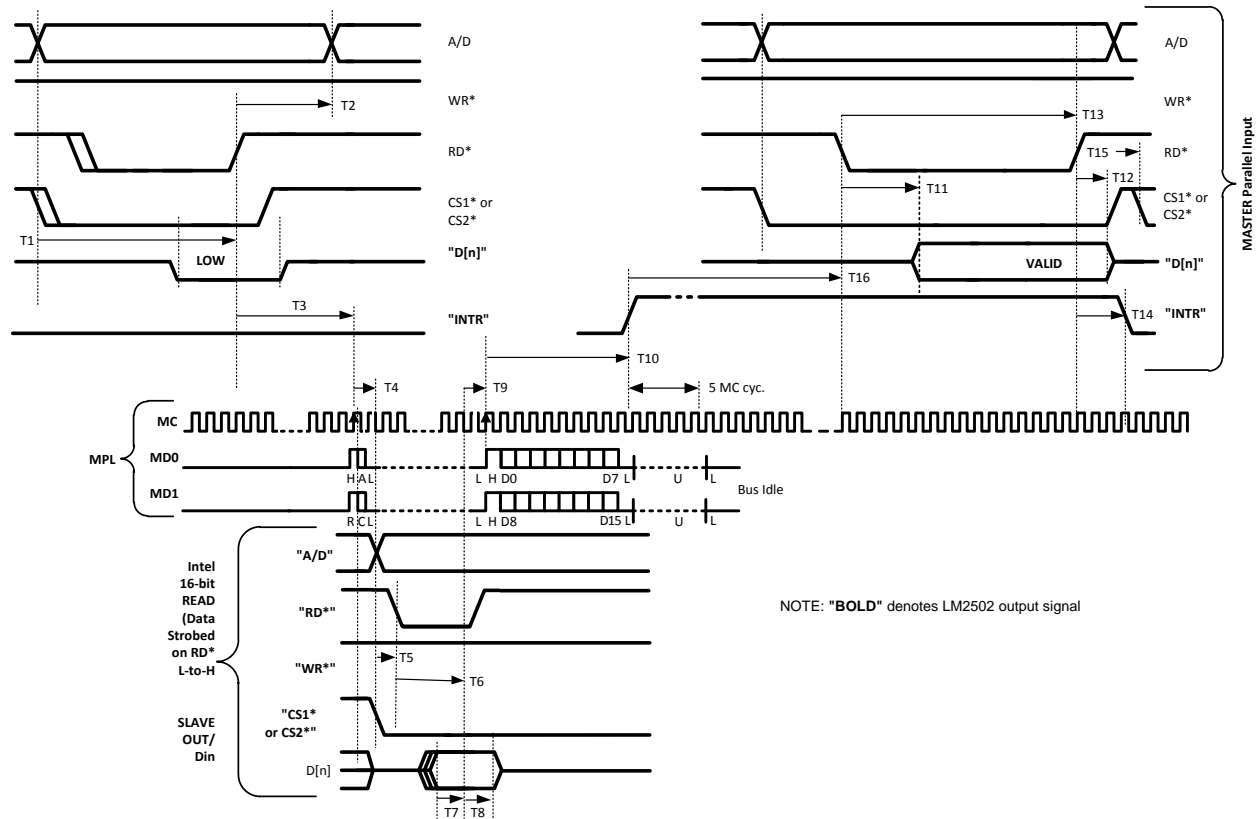 A/D
T2
WR*
RD*
CS1* or
CS2*
T1
LOW
"D[n]"
T3
"INTR"
A/D
WR*
T13
T15
RD*
T11
T12
CS1* or
CS2*
VALID
"D[n]"
T16
T14
"INTR"
T10
MASTER Parallel Input
T4
T9
5 MC cyc.
MPL
MC
MD0
H A L
L H D0
D7 L
U
L
Bus Idle
MD1
R C L
L H D8
D15 L
U
L
Intel
16-bit
READ
(Data
Strobed
on RD*
L-to-H
SLAVE
OUT/
Din
"A/D"
"RD*"
T5
"WR*"
T6
"CS1*
or CS2*"
D[n]
T7
T8
NOTE: "BOLD" denotes LM2502 output signal